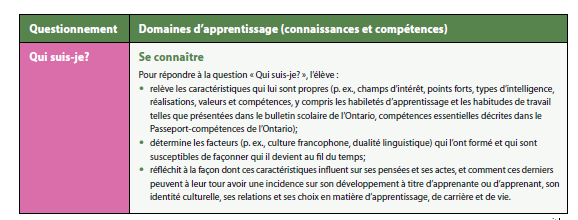 Questionnement
Domaines d'apprentissage (connaissances et compétences)
Qui suis-je?
Se connaître
Pour répondre à la question « Qui suis-je? », l'élève :
• relève les caractéristiques qui lui sont propres (p. ex., champs d'intérêt, points forts, types d'intelligence,
réalisations, valeurs et compétences, y compris les habiletés d'apprentissage et les habitudes de travail
telles que présentées dans le bulletin scolaire de l'Ontario, compétences essentielles décrites dans le
Passeport-compétences de l'Ontario);
• détermine les facteurs (p. ex., culture francophone, dualité linguistique) qui l'ont formé et qui sont
susceptibles de façonner qui il devient au fil du temps;
• réfléchit à la façon dont ces caractéristiques influent sur ses pensées et ses actes, et comment ces derniers
peuvent à leur tour avoir une incidence sur son développement à titre d'apprenante ou d'apprenant, son
identité culturelle, ses relations et ses choix en matière d'apprentissage, de carrière et de vie.